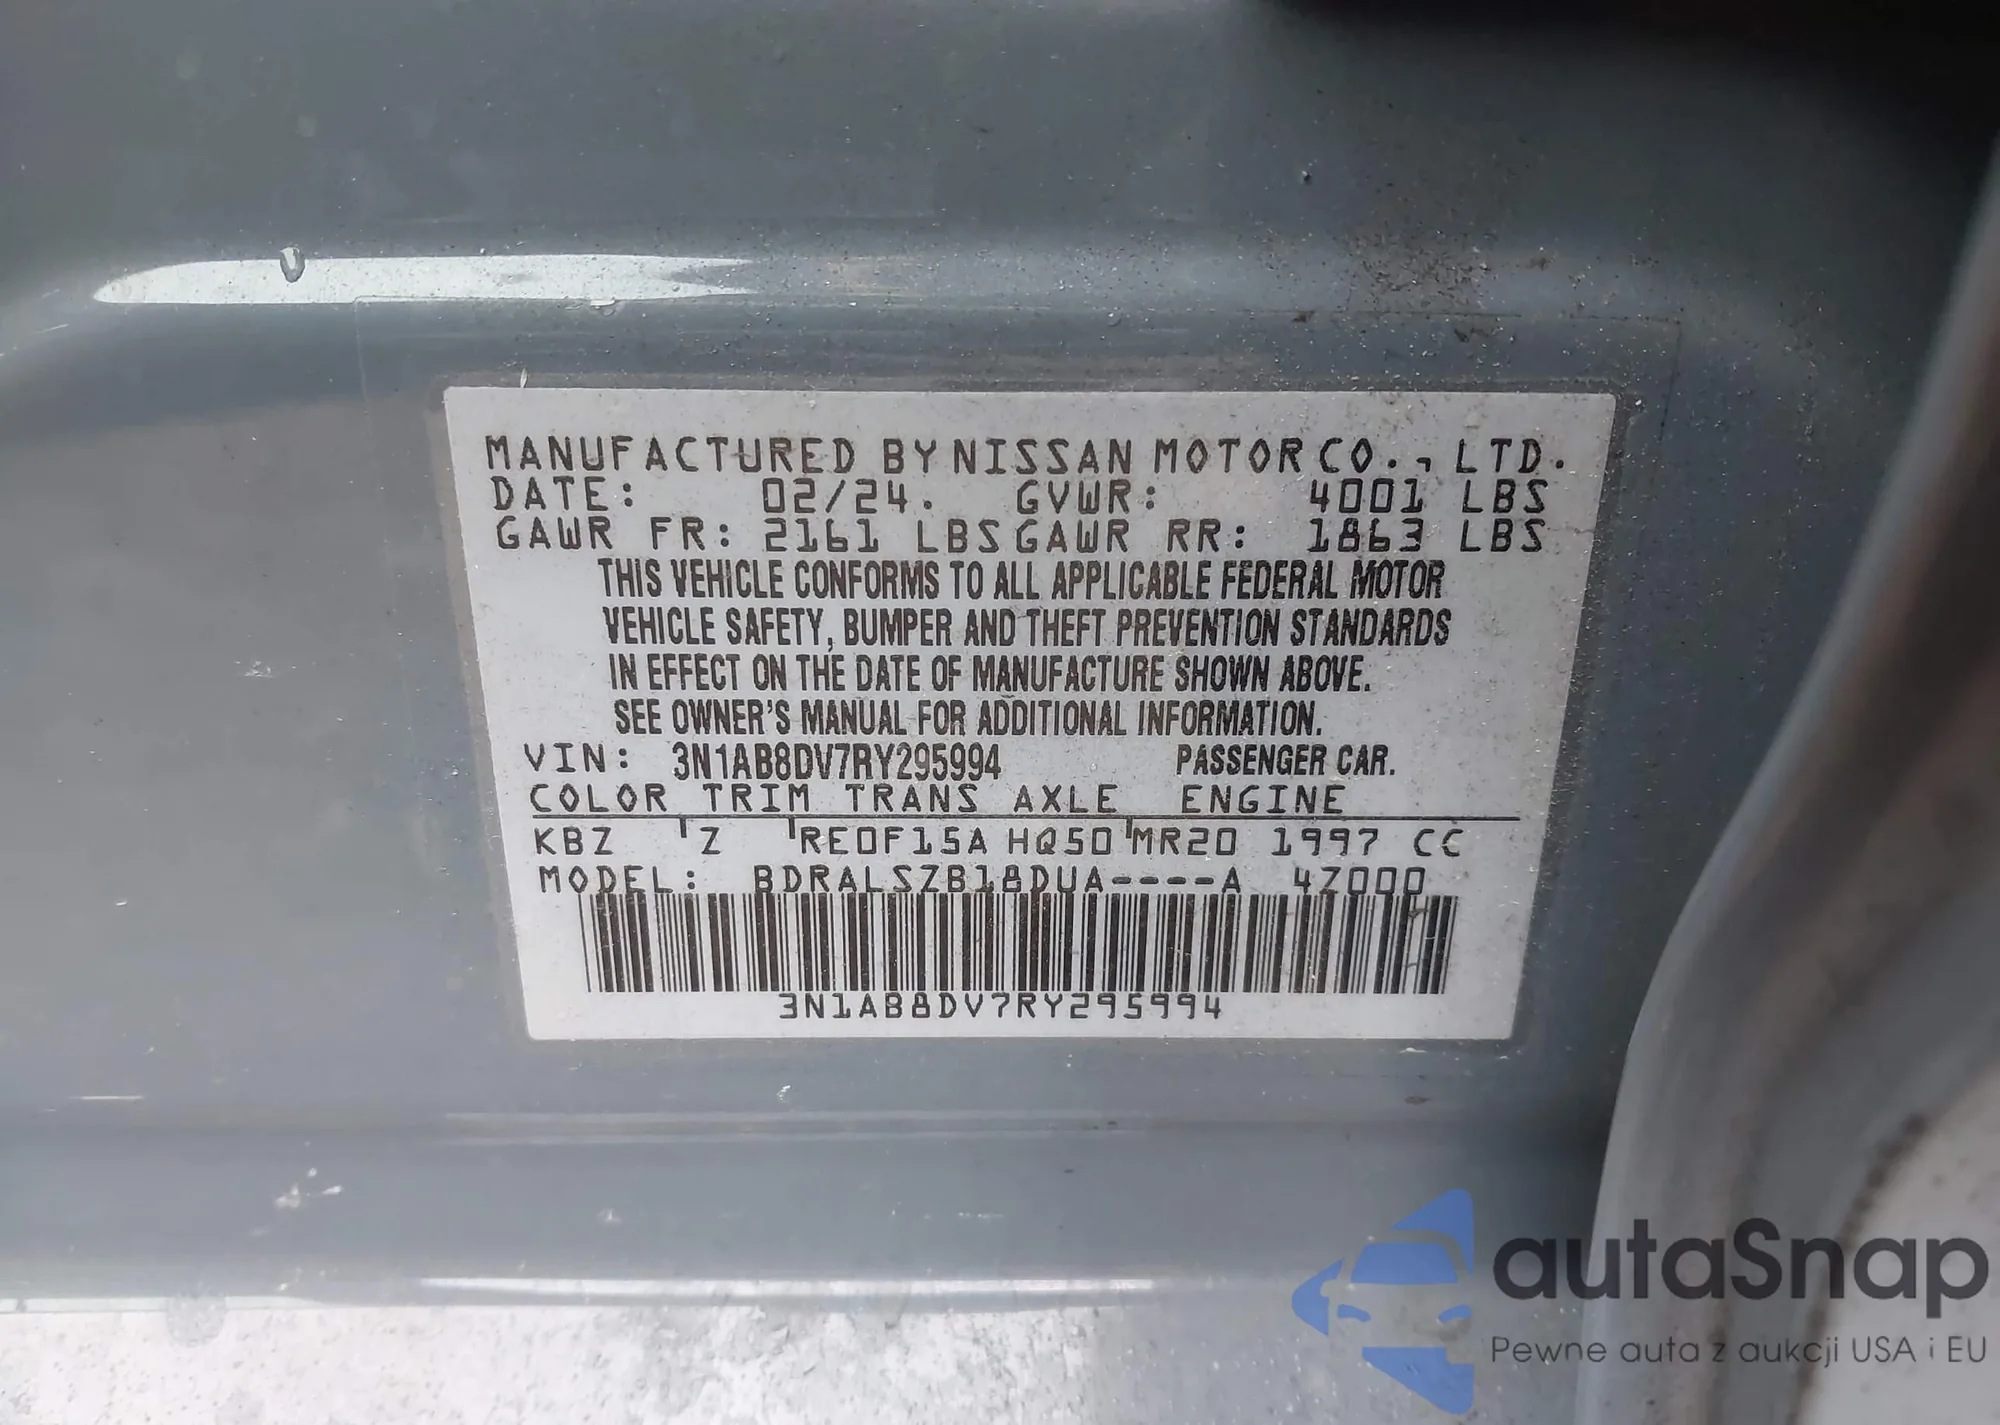 MANUFACTURED BY NISSAN MOTOR CO., LTD.
DATE: 02/24. GVWR: 4001 LBS
GAWR FR: 2161 LBS GAWR RR: 1863 LBS
THIS VEHICLE CONFORMS TO ALL APPLICABLE FEDERAL MOTOR
VEHICLE SAFETY, BUMPER AND THEFT PREVENTION STANDARDS
IN EFFECT ON THE DATE OF MANUFACTURE SHOWN ABOVE.
SEE OWNER'S MANUAL FOR ADDITIONAL INFORMATION.
VIN: 3N1AB8DV7RY295994 PASSENGER CAR.
COLOR TRIM TRANS AXLE ENGINE
KBZ Z RE0F15A HQ50 MR20 1997 CC
MODEL: BDRALSZB18DUA----A 4Z000
3N1AB8DV7RY295994
autaSnap
Pewne auta z aukcji USA i EU